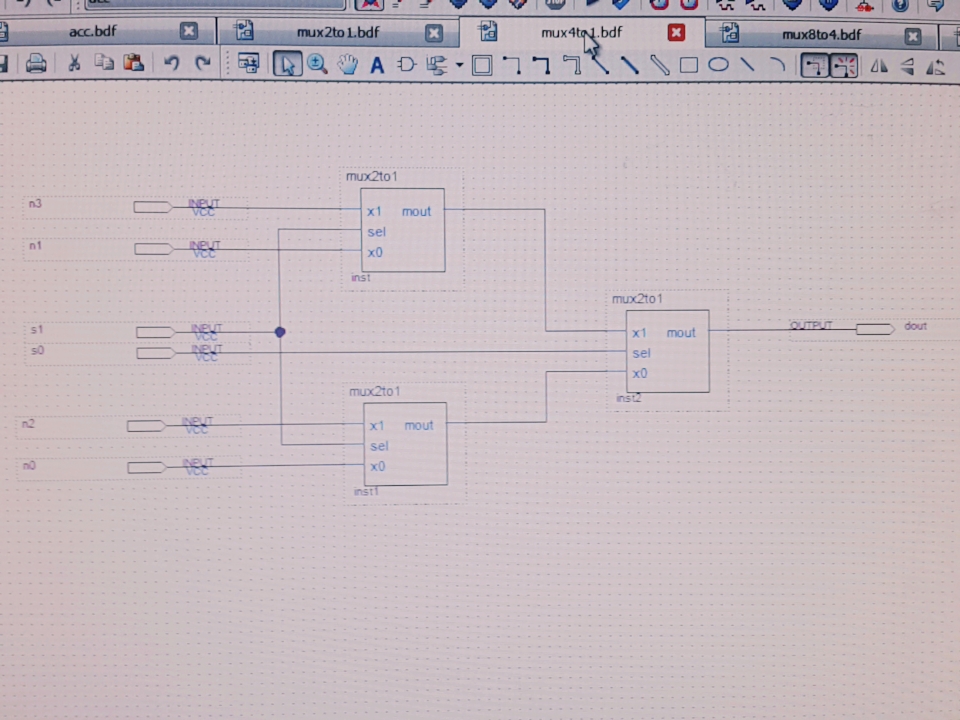 acc.bdf
mux2to1.bdf
mux4to1.bdf
mux8to4.bdf
A
mux2to1
n3
INPUT
VCC
x1 mout
sel
n1
INPUT
VCC
x0
inst
mux2to1
s1
INPUT
VCC
x1 mout
OUTPUT
dout
s0
INPUT
VCC
sel
x0
mux2to1
inst2
n2
INPUT
VCC
x1 mout
sel
n0
INPUT
VCC
x0
inst1